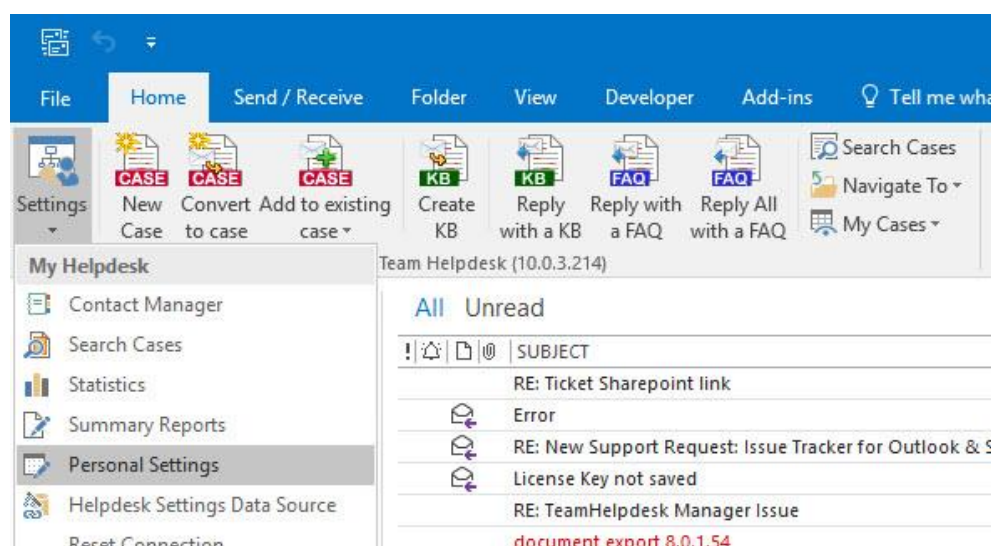 File Home Send / Receive Folder View Developer Add-ins Tell me wha
CASE CASE CASE KB KB FAQ FAQ
Settings New Case Convert to case Add to existing case Create KB Reply with a KB Reply with a FAQ Reply All with a FAQ
Search Cases
Navigate To
My Cases
Team Helpdesk (10.0.3.214)
My Helpdesk
Contact Manager
Search Cases
Statistics
Summary Reports
Personal Settings
Helpdesk Settings Data Source
Reset Connection
All Unread
! SUBJECT
RE: Ticket Sharepoint link
Error
RE: New Support Request: Issue Tracker for Outlook & S
License Key not saved
RE: TeamHelpdesk Manager Issue
document export 8.0.1.54